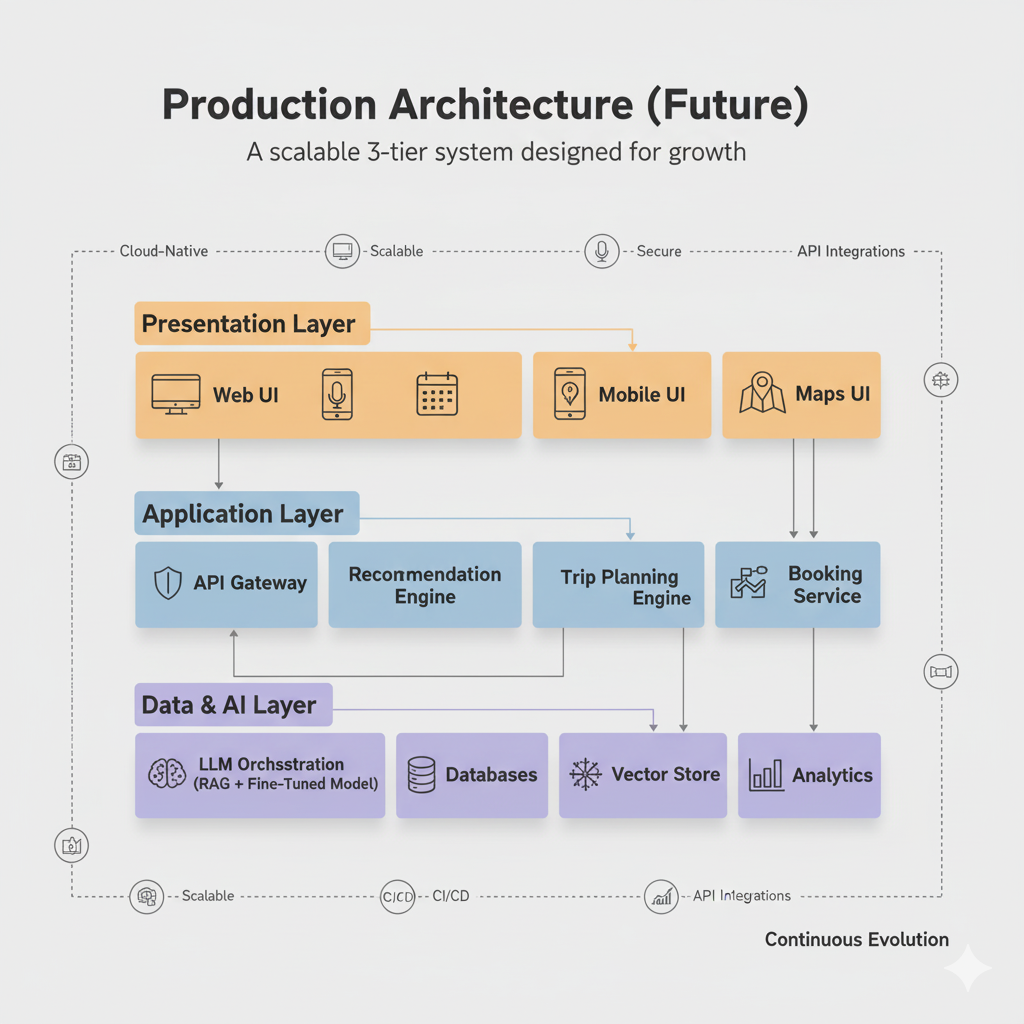 Production Architecture (Future)
A scalable 3-tier system designed for growth
Cloud-Native
Scalable
Secure
API Integrations
Presentation Layer
Web UI
Mobile UI
Maps UI
Application Layer
API Gateway
Recommendation
Engine
Trip Planning
Engine
Booking
Service
Data & AI Layer
LLM Orchsstration
(RAG + Fine-Tuned Model)
Databases
Vector Store
Analytics
Scalable
CI/CD
CI/CD
API Integrations
Continuous Evolution